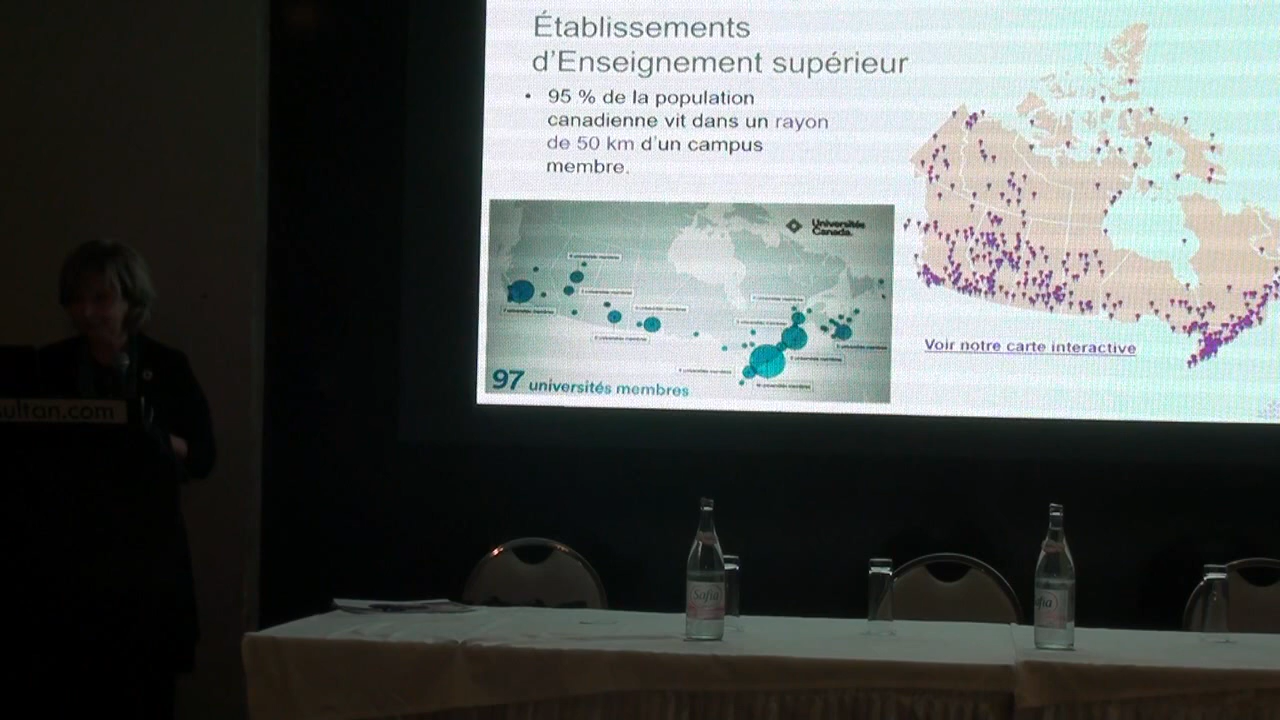 Établissements
d'Enseignement supérieur
• 95 % de la population
canadienne vit dans un rayon
de 50 km d'un campus
membre.
Universités
Canada.
97 universités membres
Voir notre carte interactive
sultan.com
Sofia
fia